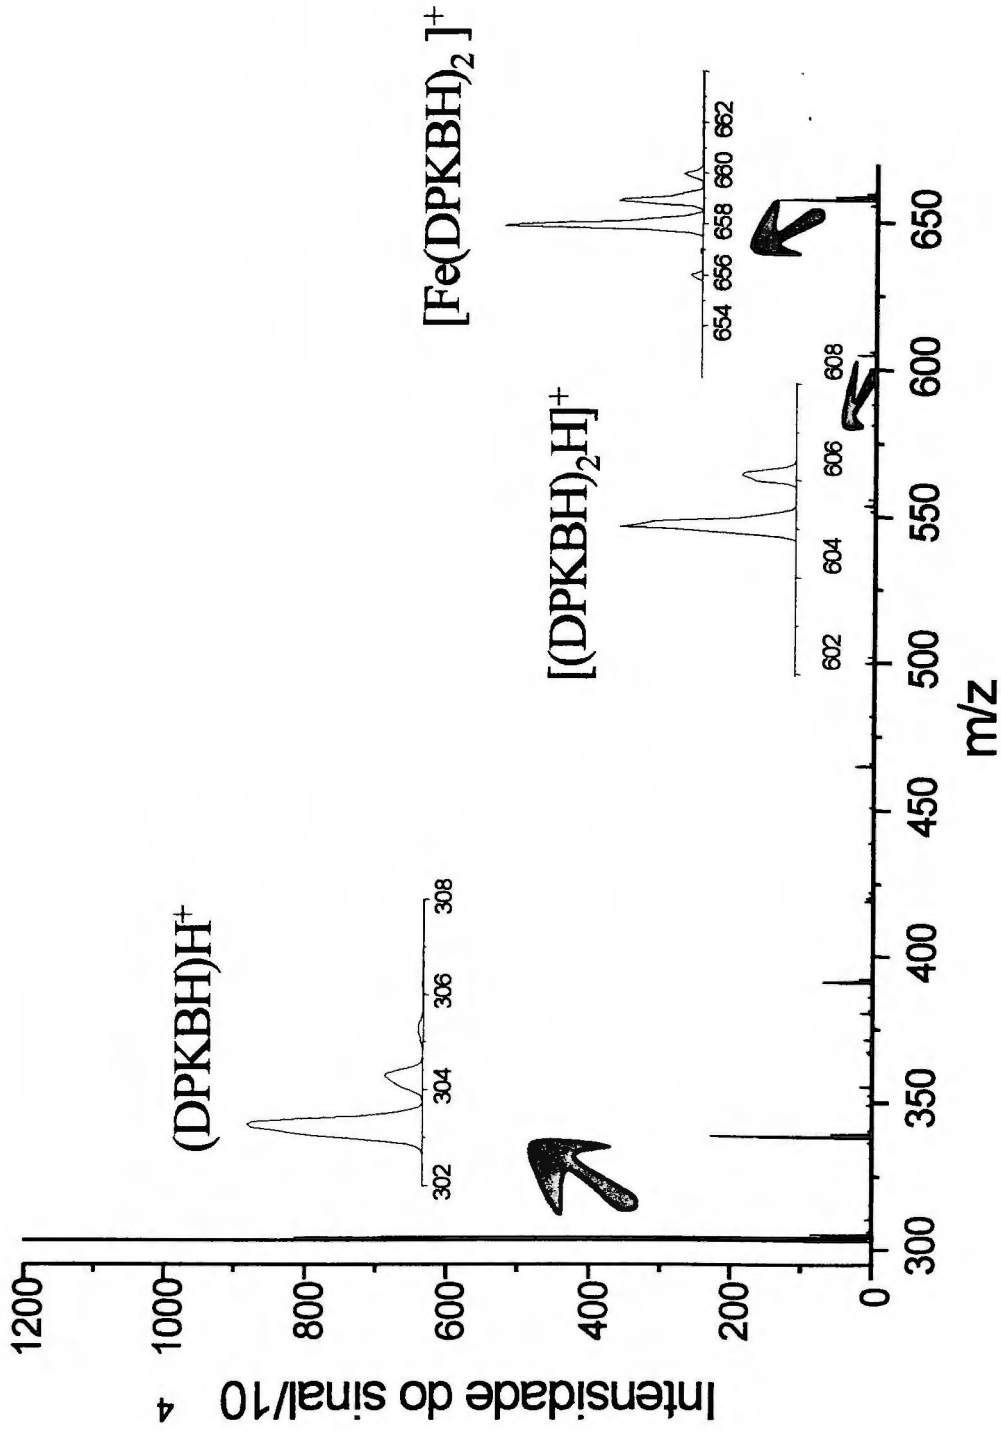 (DPKBH)H⁺
302 304 306 308
[(DPKBH)₂H]⁺
602 604 606 608
[Fe(DPKBH)₂]⁺
654 656 658 660 662
Intensidade do sinal/10 ⁴
1200
1000
800
600
400
200
0
300 350 400 450 500 550 600 650
m/z